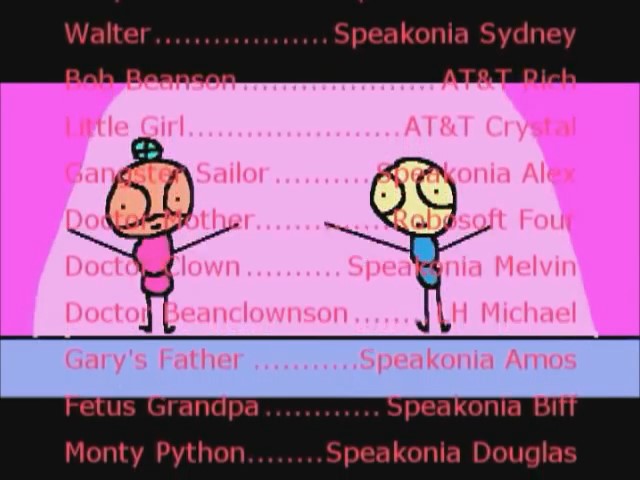 Walter..................Speakonia Sydney
Bob Beanson....................AT&T Rich
Little Girl......................AT&T Crystal
Gangster Sailor..........Speakonia Alex
Doctor Mother..............Robosoft Four
Doctor Clown..........Speakonia Melvin
Doctor Beanclownson.......LH Michael
Gary's Father ...........Speakonia Amos
Fetus Grandpa............ Speakonia Biff
Monty Python........Speakonia Douglas